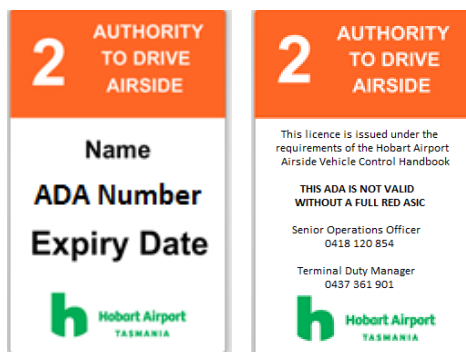 2
AUTHORITY
TO DRIVE
AIRSIDE
Name
ADA Number
Expiry Date
h Hobart Airport
TASMANIA
2
AUTHORITY
TO DRIVE
AIRSIDE
This licence is issued under the
requirements of the Hobart Airport
Airside Vehicle Control Handbook
THIS ADA IS NOT VALID
WITHOUT A FULL RED ASIC
Senior Operations Officer
0418 120 854
Terminal Duty Manager
0437 361 901
h Hobart Airport
TASMANIA